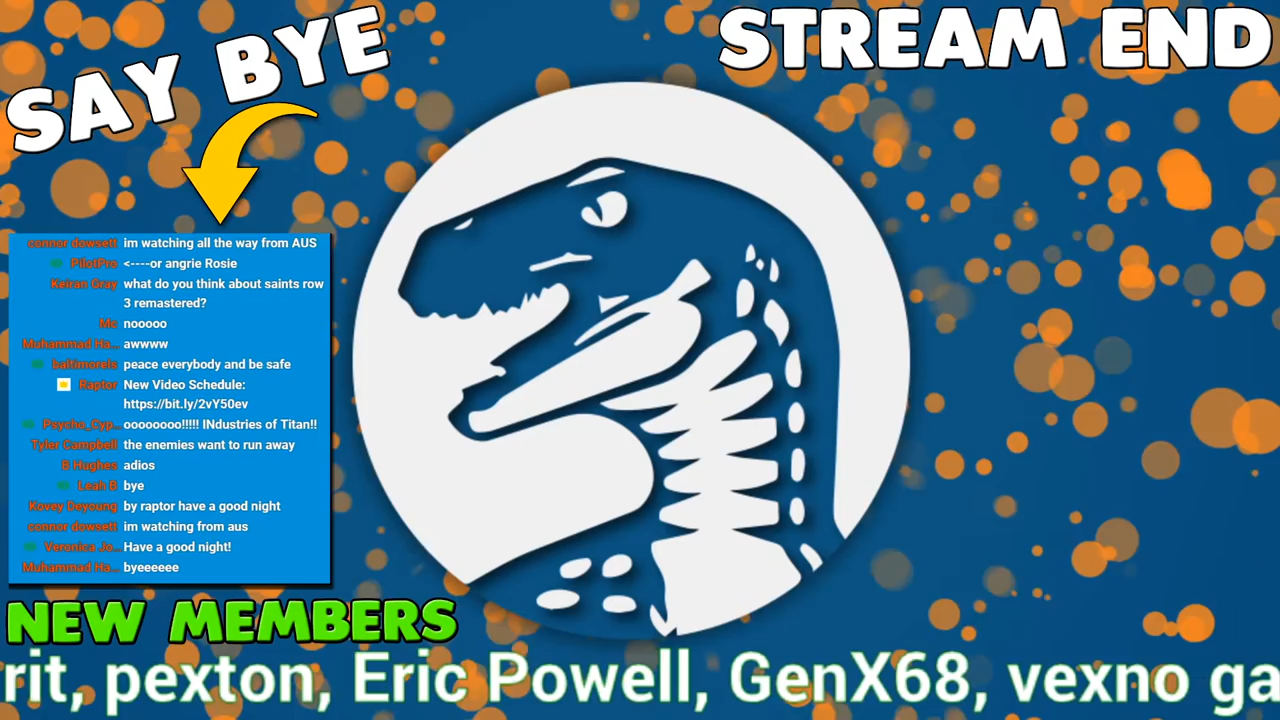 SAY BYE
STREAM END
connor dowsett im watching all the way from AUS
PilotPro <----or angrie Rosie
Keiran Gray what do you think about saints row
3 remastered?
Mc nooooo
Muhammad Ha… awwww
baltimorels peace everybody and be safe
Raptor New Video Schedule:
https://bit.ly/2vY50ev
Psycho_Cyp… oooooooo!!!!! INdustries of Titan!!
Tyler Campbell the enemies want to run away
B Hughes adios
Leah B bye
Kovey Deyoung by raptor have a good night
connor dowsett im watching from aus
Veronica Jo… Have a good night!
Muhammad Ha… byeeeeee
NEW MEMBERS
rit, pexton, Eric Powell, GenX68, vexno ga